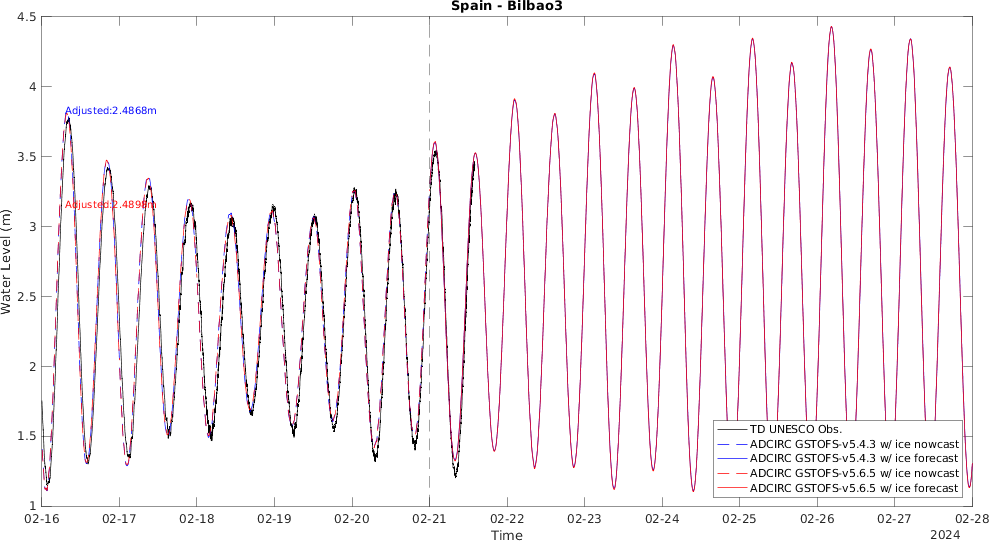 Spain - Bilbao3
4.5
4
3.5
3
2.5
2
1.5
1
Water Level (m)
Adjusted:2.4868m
Adjusted:2.4898m
TD UNESCO Obs.
ADCIRC GSTOFS-v5.4.3 w/ ice nowcast
ADCIRC GSTOFS-v5.4.3 w/ ice forecast
ADCIRC GSTOFS-v5.6.5 w/ ice nowcast
ADCIRC GSTOFS-v5.6.5 w/ ice forecast
02-16 02-17 02-18 02-19 02-20 02-21 02-22 02-23 02-24 02-25 02-26 02-27 02-28
Time
2024